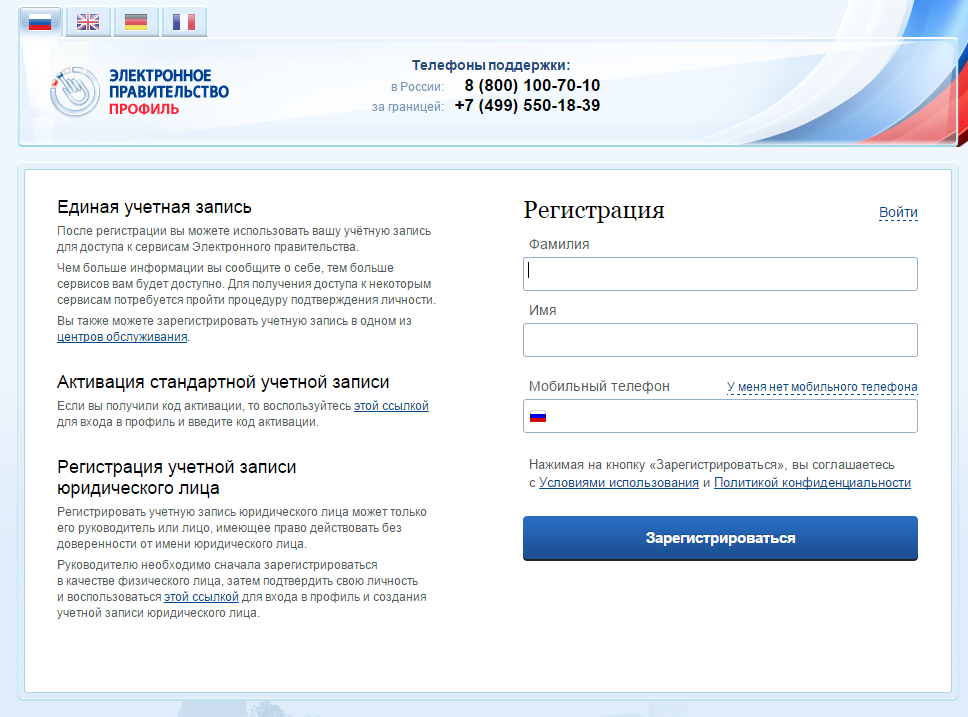 ЭЛЕКТРОННОЕ
ПРАВИТЕЛЬСТВО
ПРОФИЛЬ
Телефоны поддержки:
в России: 8 (800) 100-70-10
за границей: +7 (499) 550-18-39
Единая учетная запись
После регистрации вы можете использовать вашу учётную запись
для доступа к сервисам Электронного правительства.
Чем больше информации вы сообщите о себе, тем больше
сервисов вам будет доступно. Для получения доступа к некоторым
сервисам потребуется пройти процедуру подтверждения личности.
Вы также можете зарегистрировать учетную запись в одном из
центров обслуживания.
Активация стандартной учетной записи
Если вы получили код активации, то воспользуйтесь этой ссылкой
для входа в профиль и введите код активации.
Регистрация учетной записи
юридического лица
Регистрировать учетную запись юридического лица может только
его руководитель или лицо, имеющее право действовать без
доверенности от имени юридического лица.
Руководителю необходимо сначала зарегистрироваться
в качестве физического лица, затем подтвердить свою личность
и воспользоваться этой ссылкой для входа в профиль и создания
учетной записи юридического лица.
Регистрация
Войти
Фамилия
Имя
Мобильный телефон
У меня нет мобильного телефона
Нажимая на кнопку «Зарегистрироваться», вы соглашаетесь
с Условиями использования и Политикой конфиденциальности
Зарегистрироваться